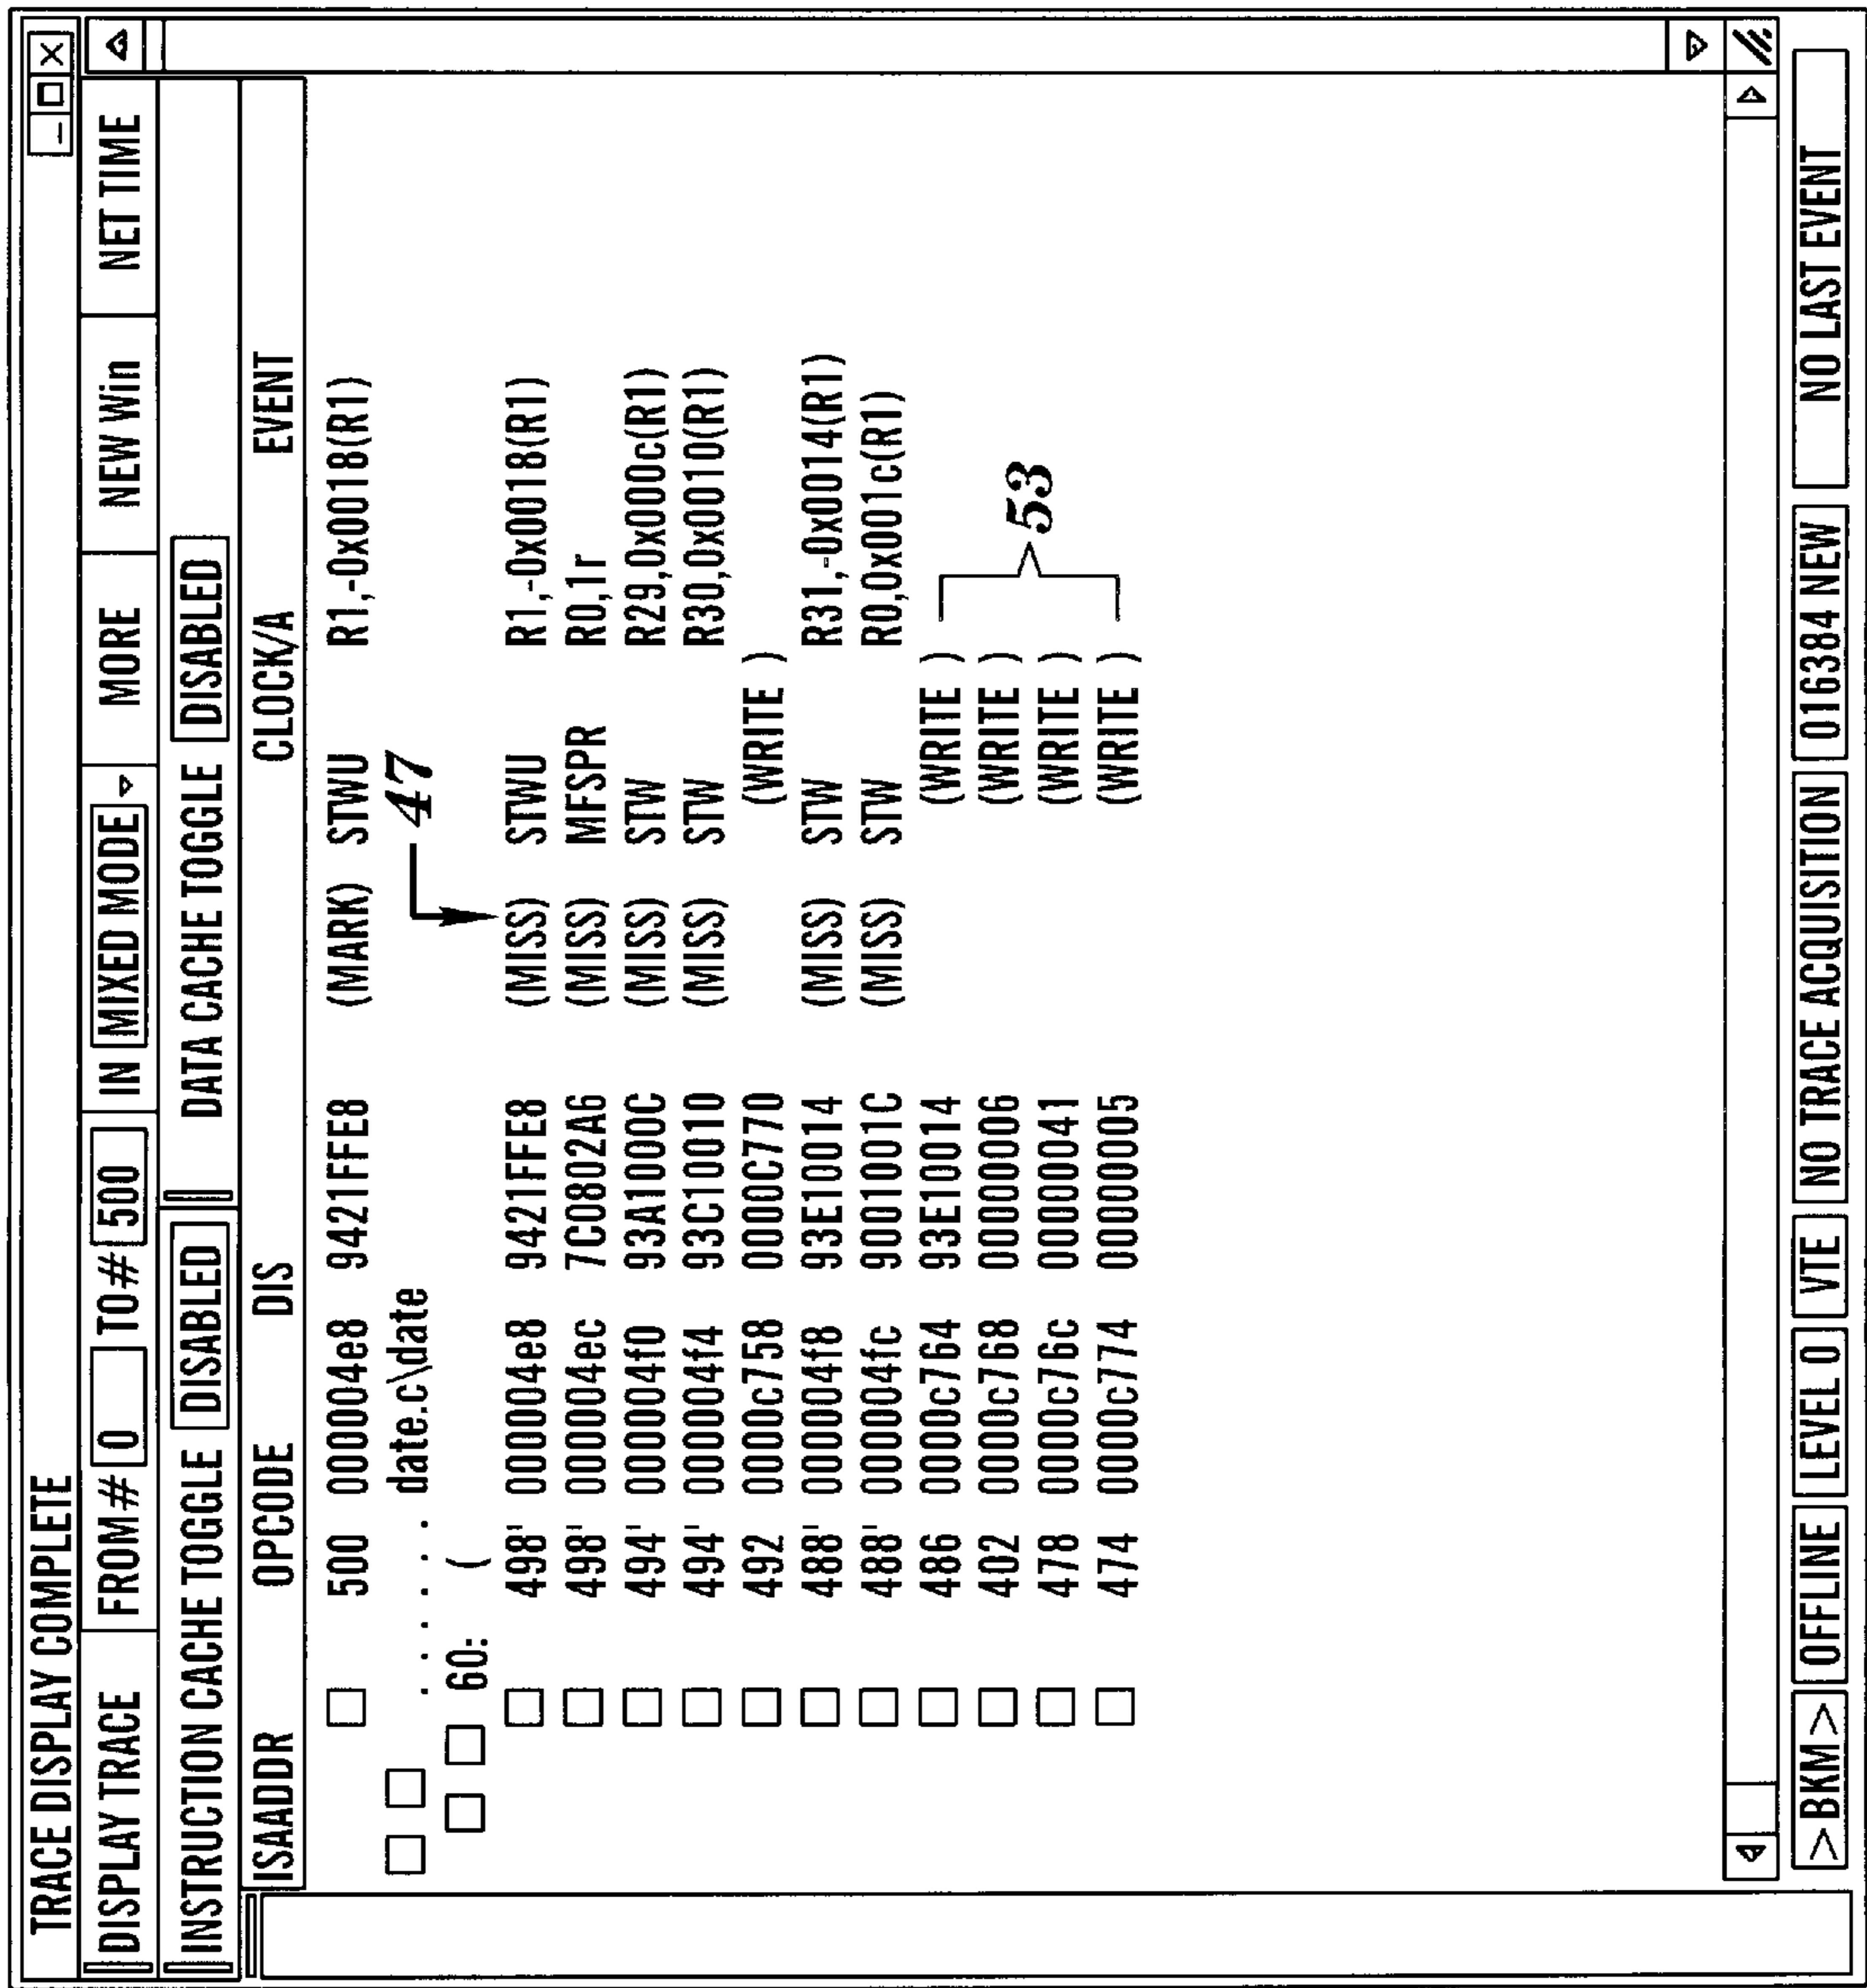 TRACE DISPLAY COMPLETE
DISPLAY TRACE FROM# 0 TO# 500 IN MIXED MODE MORE NEW Win NET TIME
INSTRUCTION CACHE TOGGLE DISABLED DATA CACHE TOGGLE DISABLED
ISAADDR OPCODE DIS CLOCK/A EVENT
500 000004e8 9421FFE8 (MARK) STWU R1,-0x0018(R1)
. . . . . . date.c\date 47
60: (
498' 000004e8 9421FFE8 (MISS) STWU R1,-0x0018(R1)
498' 000004ec 7C0802A6 (MISS) MFSPR R0,1r
494' 000004f0 93A1000C (MISS) STW R29,0x000c(R1)
494' 000004f4 93C10010 (MISS) STW R30,0x0010(R1)
492 0000c758 0000C770 (WRITE )
488' 000004f8 93E10014 (MISS) STW R31,-0x0014(R1)
488' 000004fc 9001001C (MISS) STW R0,0x001c(R1)
486 0000c764 93E10014 (WRITE )
402 0000c768 00000006 (WRITE ) 53
478 0000c76c 00000041 (WRITE )
474 0000c774 00000005 (WRITE )
>BKM> OFFLINE LEVEL 0 VTE NO TRACE ACQUISITION 016384 NEW NO LAST EVENT